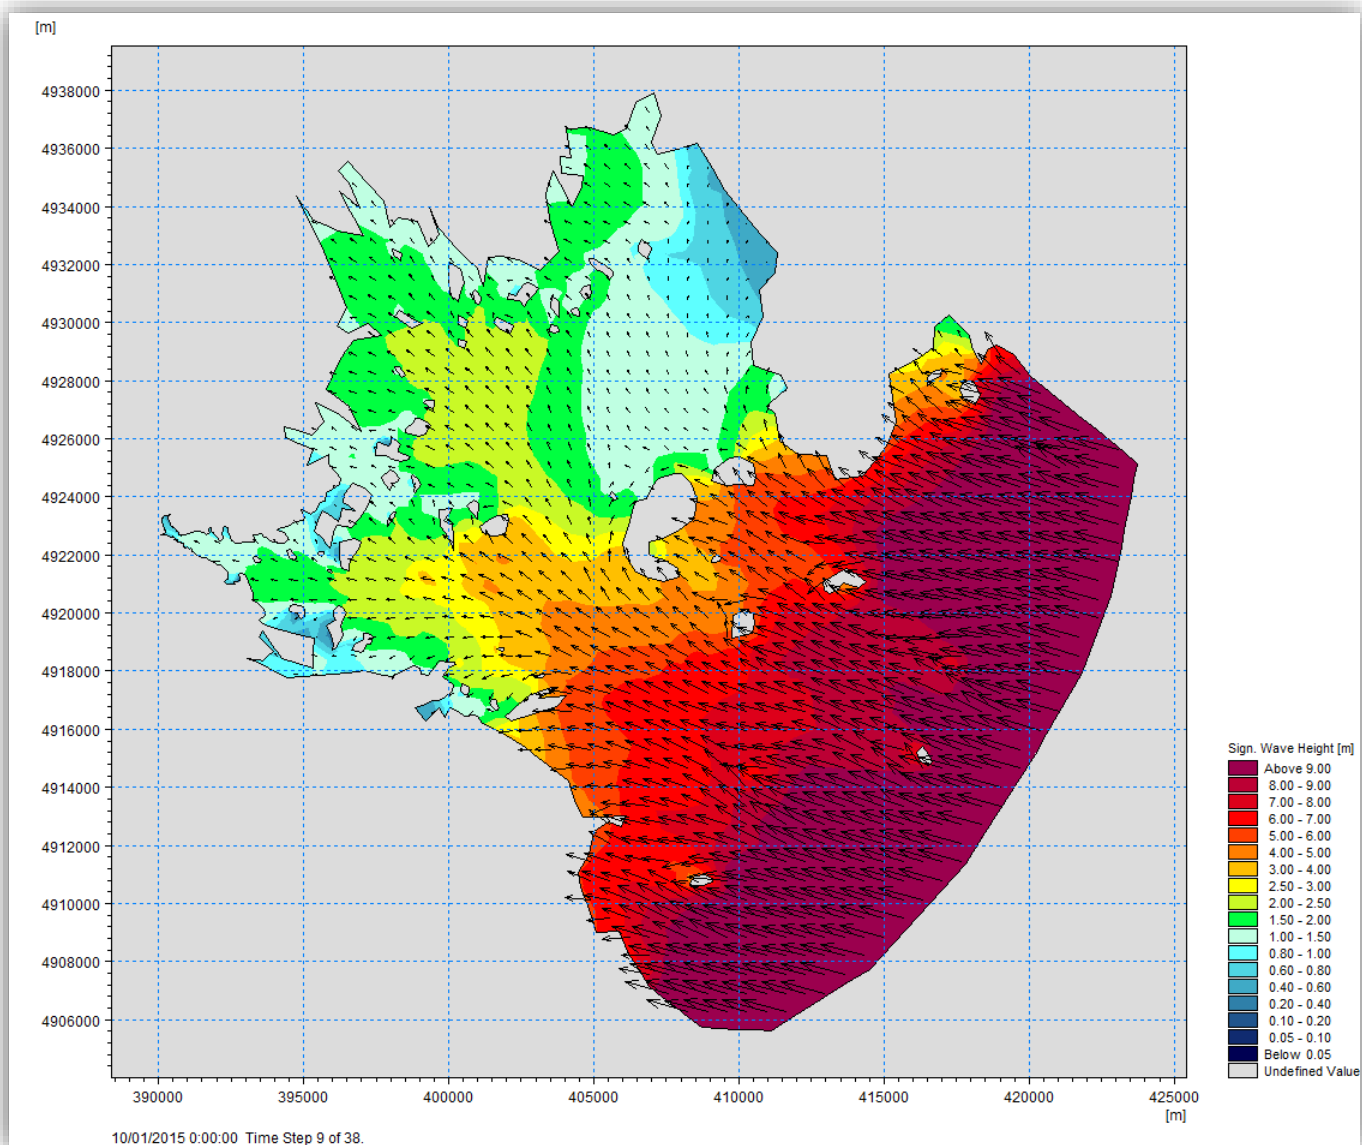 [m]
4938000
4936000
4934000
4932000
4930000
4928000
4926000
4924000
4922000
4920000
4918000
4916000
4914000
4912000
4910000
4908000
4906000
390000 395000 400000 405000 410000 415000 420000 425000
[m]
10/01/2015 0:00:00 Time Step 9 of 38.
Sign. Wave Height [m]
Above 9.00
8.00 - 9.00
7.00 - 8.00
6.00 - 7.00
5.00 - 6.00
4.00 - 5.00
3.00 - 4.00
2.50 - 3.00
2.00 - 2.50
1.50 - 2.00
1.00 - 1.50
0.80 - 1.00
0.60 - 0.80
0.40 - 0.60
0.20 - 0.40
0.10 - 0.20
0.05 - 0.10
Below 0.05
Undefined Value